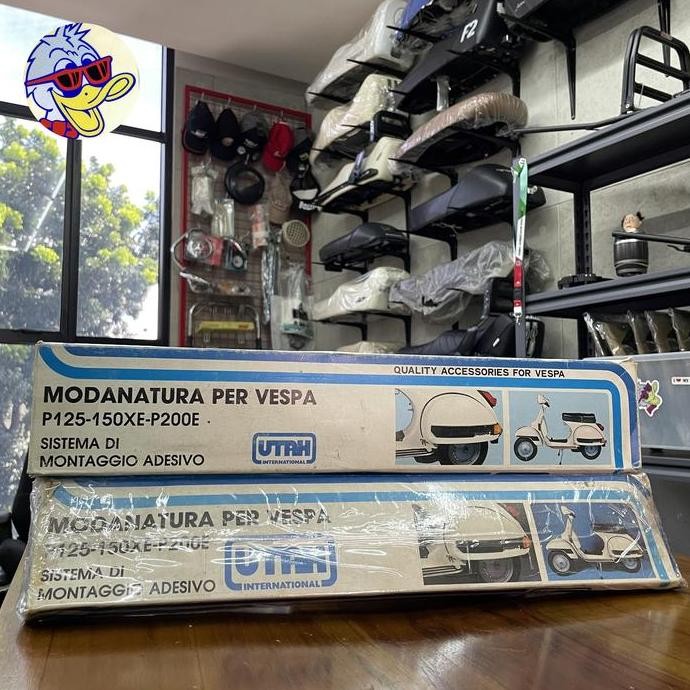 F2
QUALITY ACCESSORIES FOR VESPA
MODANATURA PER VESPA
P125-150XE-P200E
SISTEMA DI
MONTAGGIO ADESIVO
UTAH
INTERNATIONAL
MODANATURA PER VESPA
P125-150XE-P200E
SISTEMA DI
MONTAGGIO ADESIVO
UTAH
INTERNATIONAL